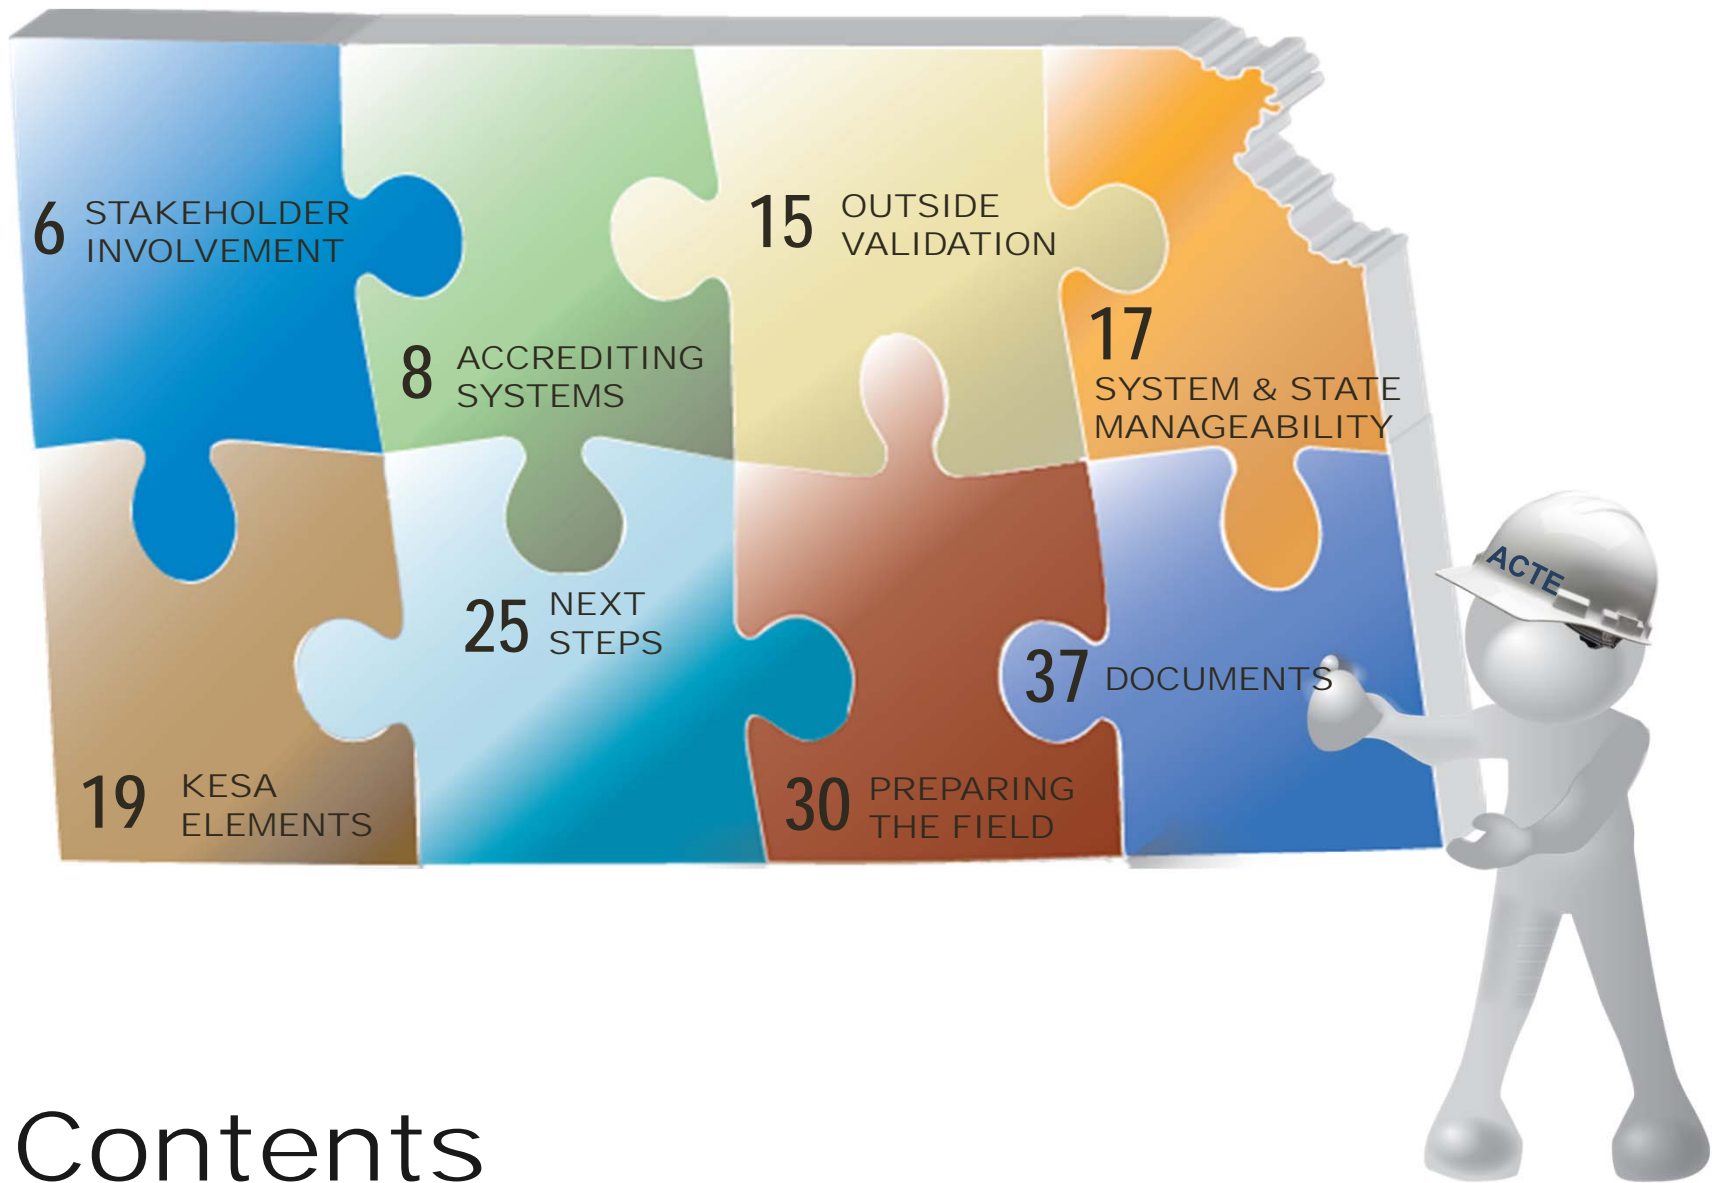 6 STAKEHOLDER
INVOLVEMENT
8 ACCREDITING
SYSTEMS
15 OUTSIDE
VALIDATION
17
SYSTEM & STATE
MANAGEABILITY
19 KESA
ELEMENTS
25 NEXT
STEPS
30 PREPARING
THE FIELD
37 DOCUMENTS
ACTE
Contents